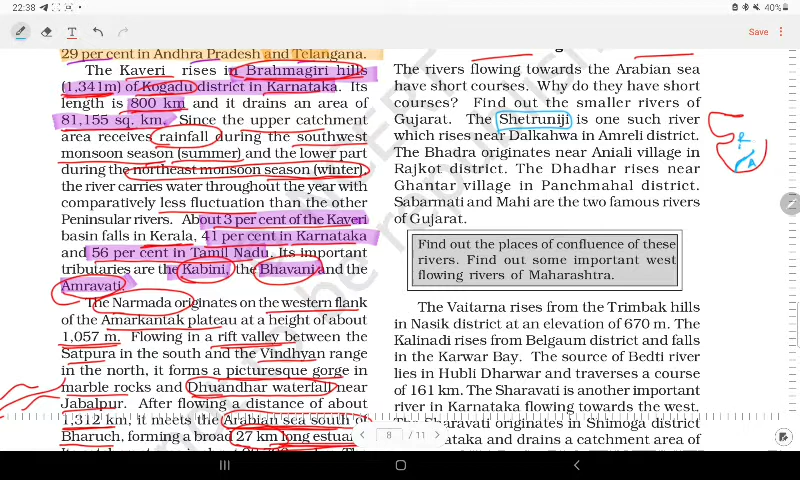 22:38
40%
T
Save
29 per cent in Andhra Pradesh and Telangana.
The Kaveri rises in Brahmagiri hills
(1,341m) of Kogadu district in Karnataka. Its
length is 800 km and it drains an area of
81,155 sq. km. Since the upper catchment
area receives rainfall during the southwest
monsoon season (summer) and the lower part
during the northeast monsoon season (winter),
the river carries water throughout the year with
comparatively less fluctuation than the other
Peninsular rivers. About 3 per cent of the Kaveri
basin falls in Kerala, 41 per cent in Karnataka
and 56 per cent in Tamil Nadu. Its important
tributaries are the Kabini, the Bhavani and the
Amravati.
The Narmada originates on the western flank
of the Amarkantak plateau at a height of about
1,057 m. Flowing in a rift valley between the
Satpura in the south and the Vindhyan range
in the north, it forms a picturesque gorge in
marble rocks and Dhuandhar waterfall near
Jabalpur. After flowing a distance of about
1,312 km, it meets the Arabian sea south of
Bharuch, forming a broad 27 km long estuary.
The rivers flowing towards the Arabian sea
have short courses. Why do they have short
courses? Find out the smaller rivers of
Gujarat. The Shetruniji is one such river
which rises near Dalkahwa in Amreli district.
The Bhadra originates near Aniali village in
Rajkot district. The Dhadhar rises near
Ghantar village in Panchmahal district.
Sabarmati and Mahi are the two famous rivers
of Gujarat.
Find out the places of confluence of these
rivers. Find out some important west
flowing rivers of Maharashtra.
The Vaitarna rises from the Trimbak hills
in Nasik district at an elevation of 670 m. The
Kalinadi rises from Belgaum district and falls
in the Karwar Bay. The source of Bedti river
lies in Hubli Dharwar and traverses a course
of 161 km. The Sharavati is another important
river in Karnataka flowing towards the west.
The Sharavati originates in Shimoga district
of Karnataka and drains a catchment area of
R
A
8 / 11